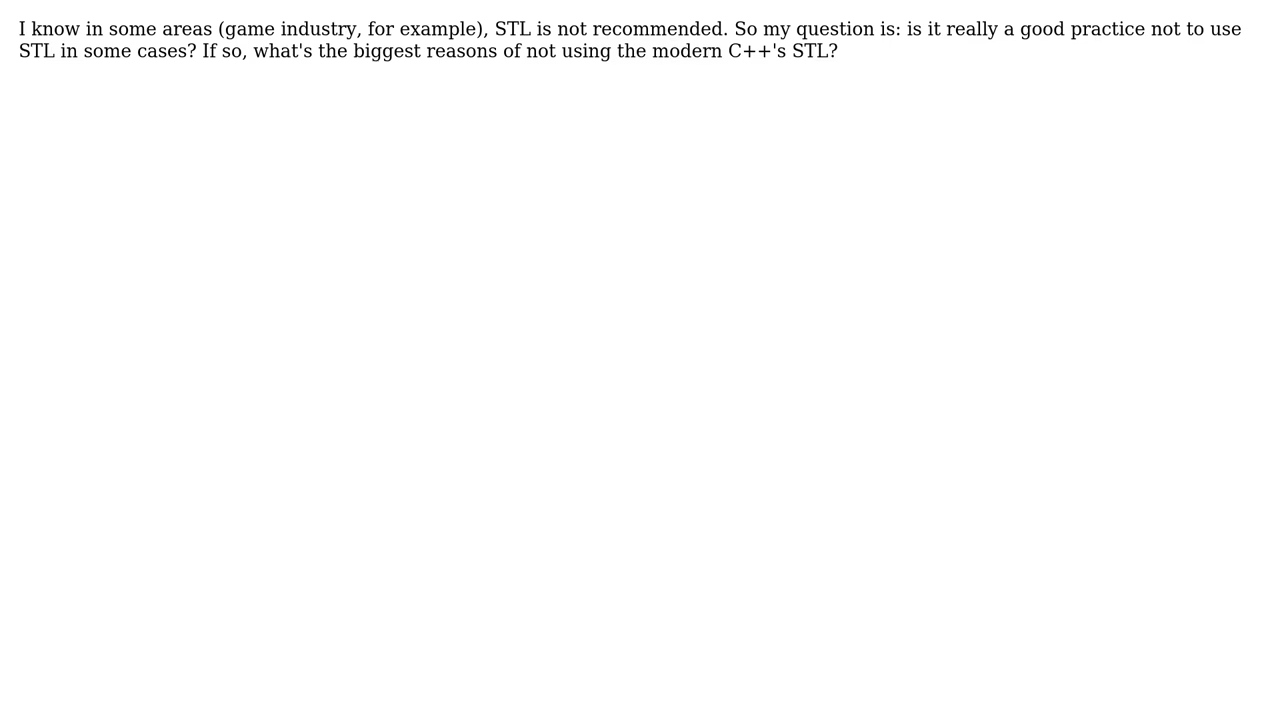 I know in some areas (game industry, for example), STL is not recommended. So my question is: is it really a good practice not to use
STL in some cases? If so, what's the biggest reasons of not using the modern C++'s STL?